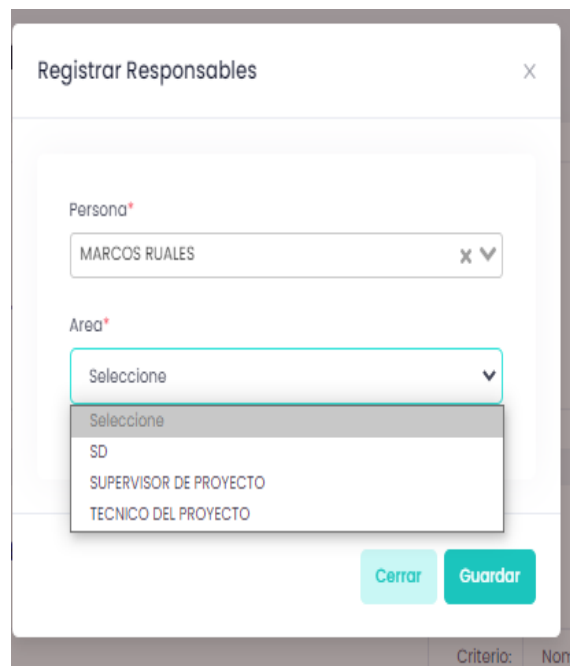 Registrar Responsables
Persona*
MARCOS RUALES
Area*
Seleccione
Seleccione
SD
SUPERVISOR DE PROYECTO
TECNICO DEL PROYECTO
Cerrar Guardar
Criterio: